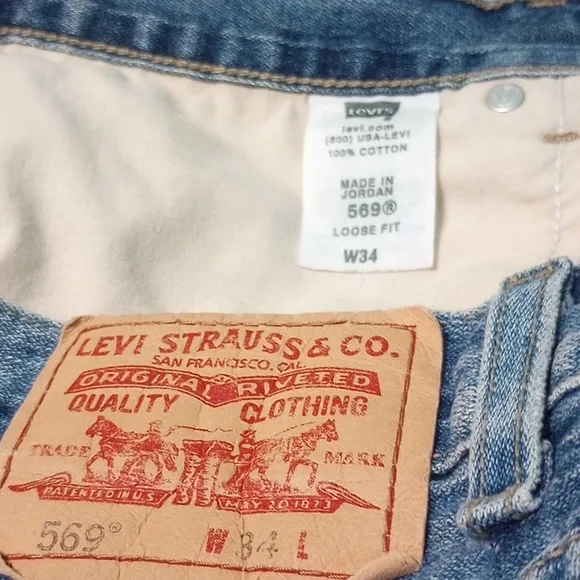 Levi's
levi.com
(800) USA-LEVI
100% COTTON
MADE IN
JORDAN
569®
LOOSE FIT
W34
LEVI STRAUSS & CO.
SAN FRANCISCO, CAL.
ORIGINAL RIVETED
QUALITY CLOTHING
TRADE MARK
PATENTED IN U.S. MAY 20 1873
569® W 34 L